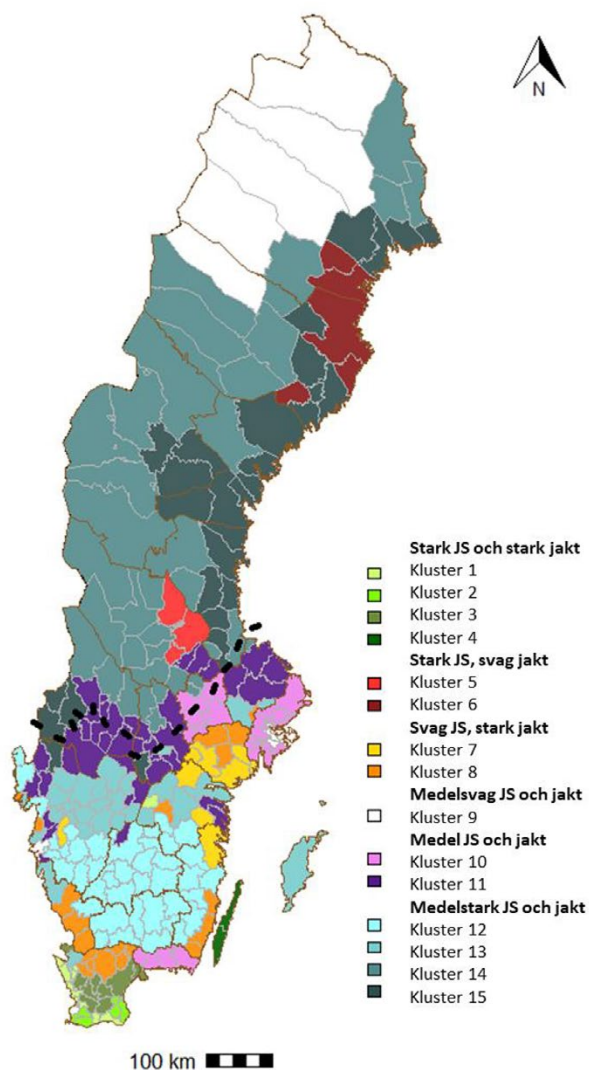 N
Stark JS och stark jakt
Kluster 1
Kluster 2
Kluster 3
Kluster 4
Stark JS, svag jakt
Kluster 5
Kluster 6
Svag JS, stark jakt
Kluster 7
Kluster 8
Medelsvag JS och jakt
Kluster 9
Medel JS och jakt
Kluster 10
Kluster 11
Medelstark JS och jakt
Kluster 12
Kluster 13
Kluster 14
Kluster 15
100 km